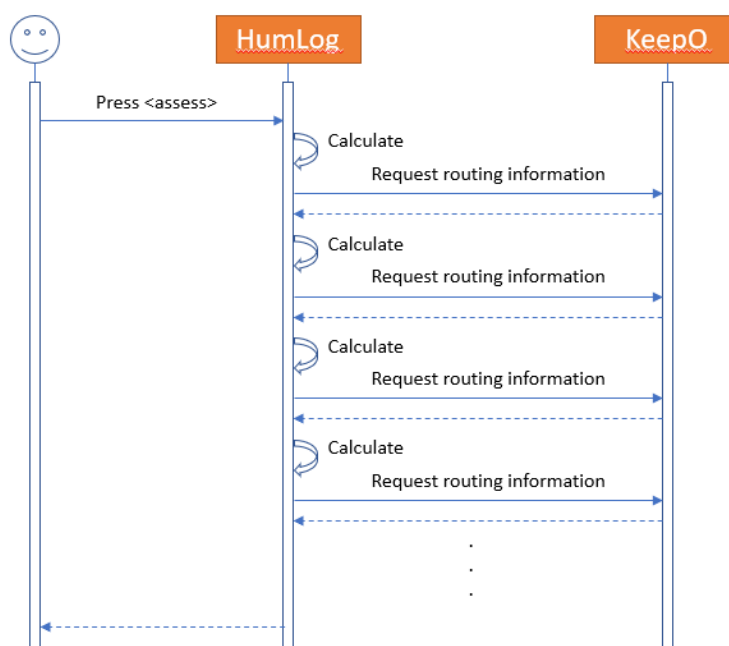 HumLog
KeepO
Press <assess>
Calculate
Request routing information
Calculate
Request routing information
Calculate
Request routing information
Calculate
Request routing information
.
.
.